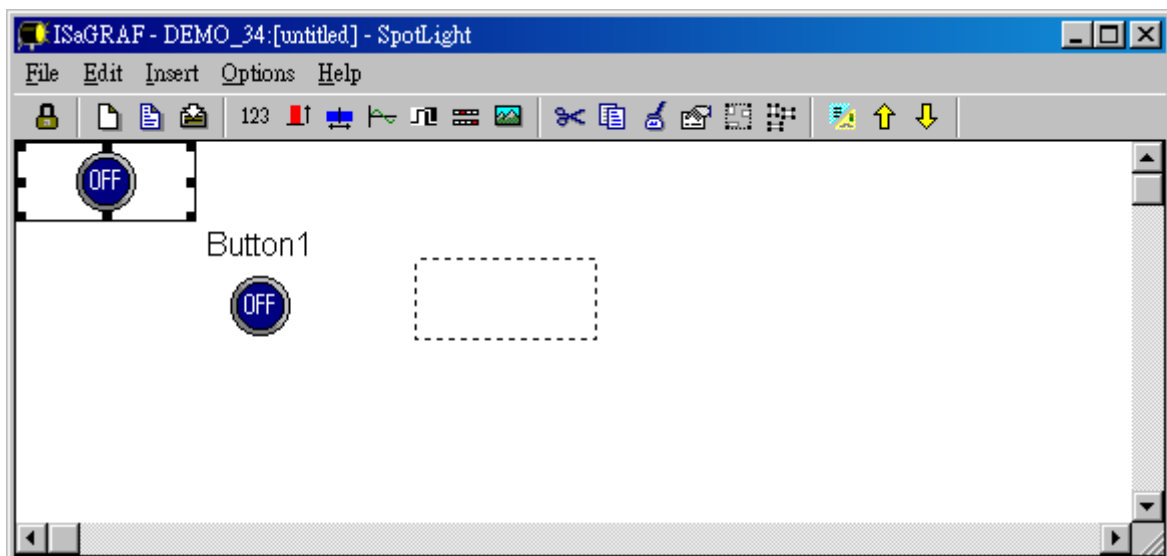 ISaGRAF - DEMO_34:[untitled] - SpotLight
File Edit Insert Options Help
123
OFF
Button1
OFF